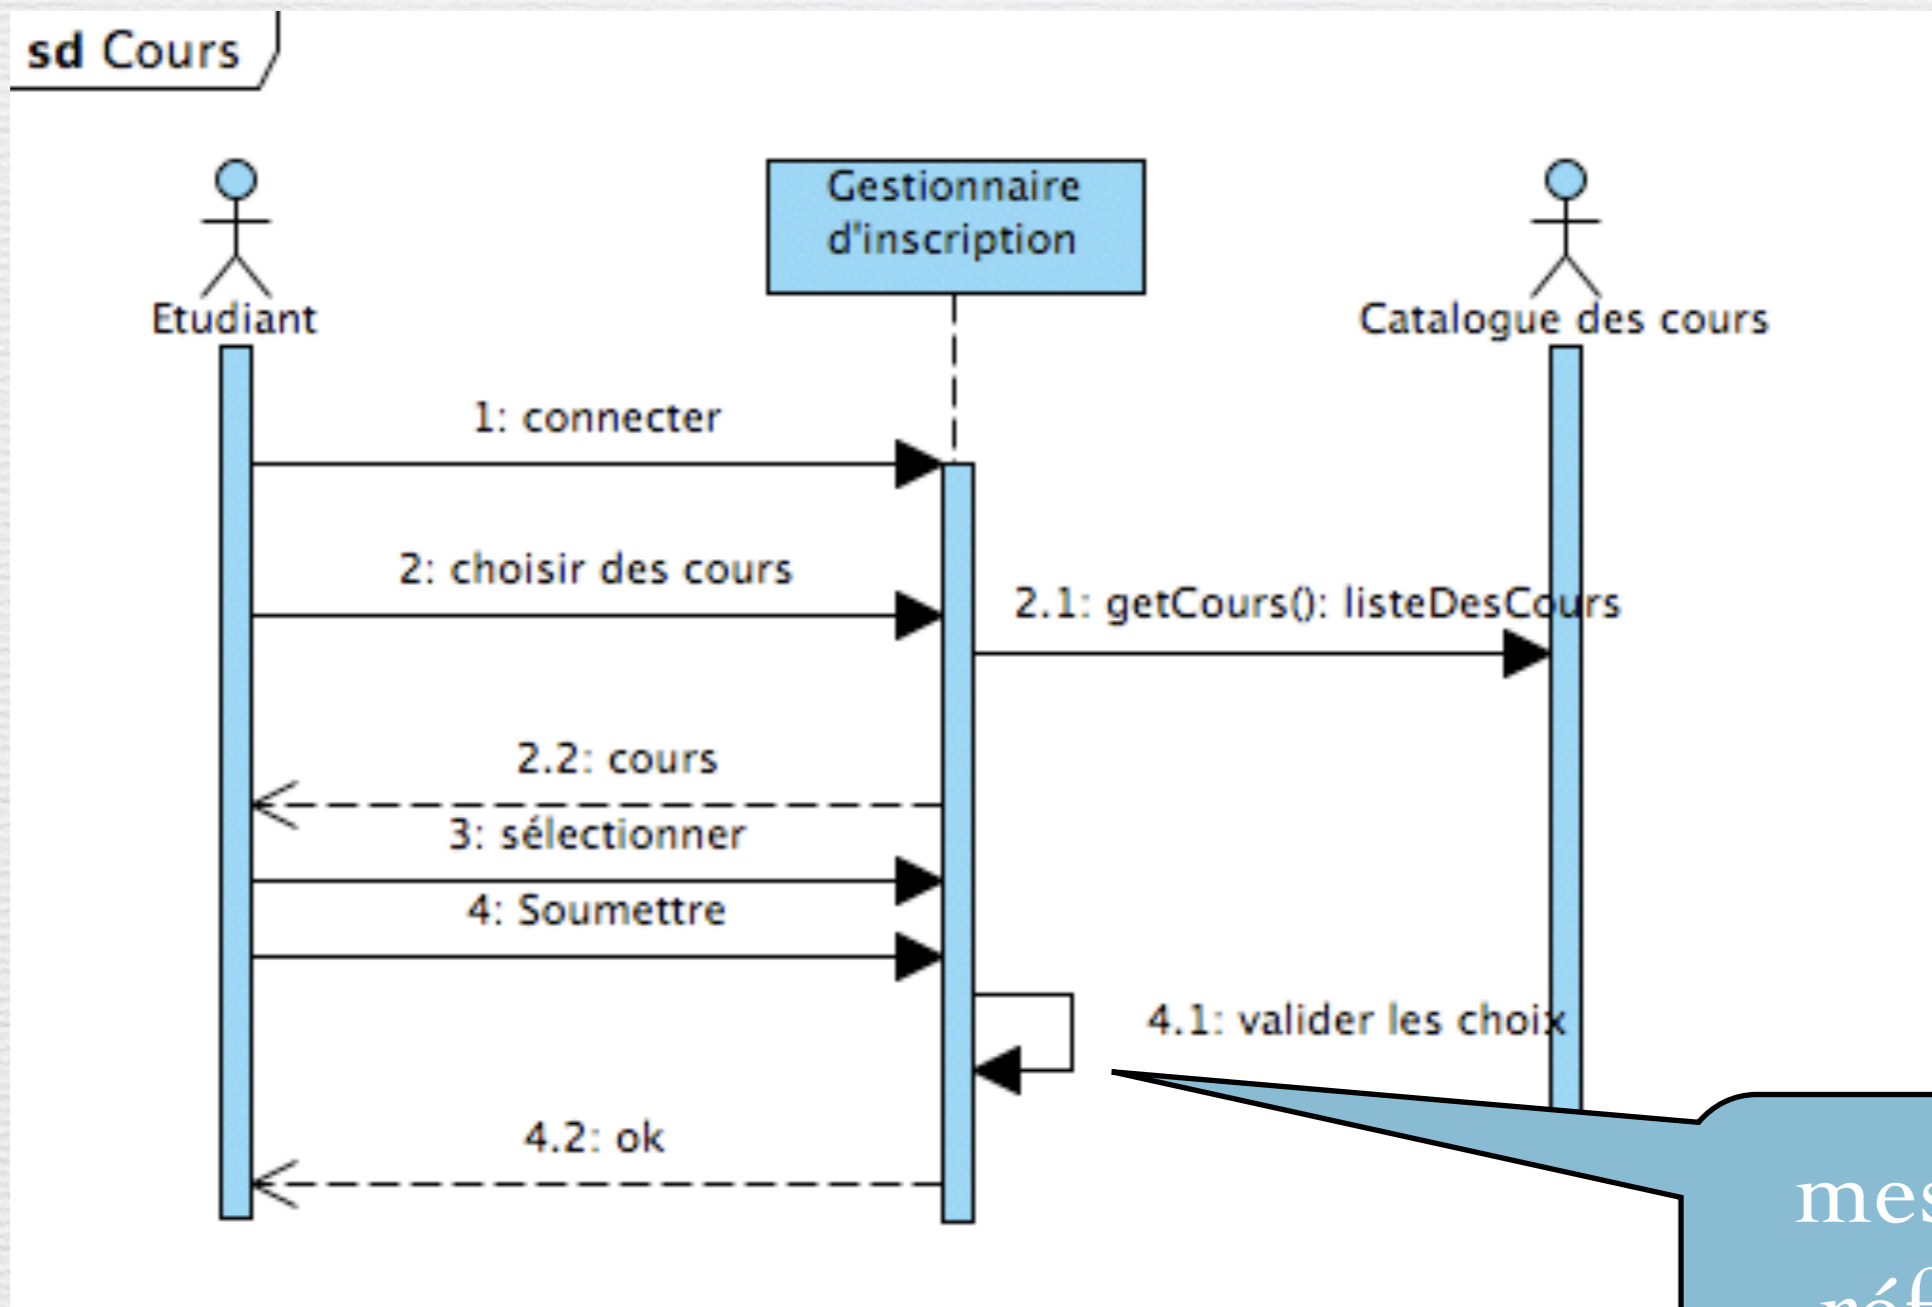 sd Cours
Gestionnaire
d'inscription
Etudiant
Catalogue des cours
1: connecter
2: choisir des cours
2.1: getCours(): listeDesCours
2.2: cours
3: sélectionner
4: Soumettre
4.1: valider les choix
4.2: ok